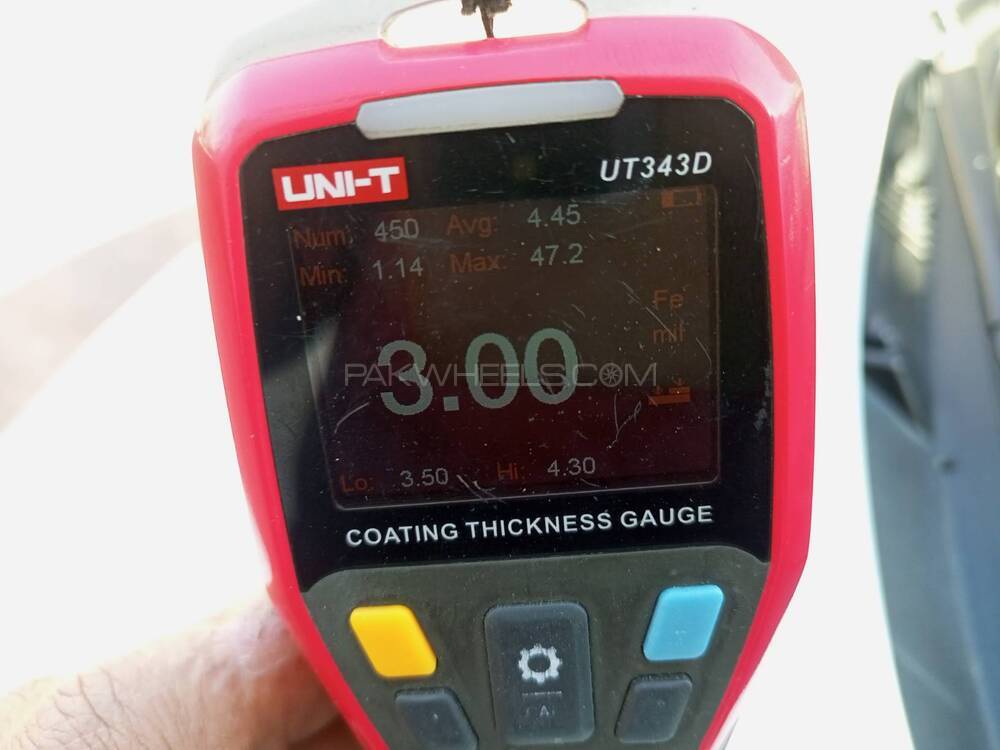 UNI-T
UT343D
Num: 450 Avg: 4.45
Min: 1.14 Max: 47.2
Fe
mil
3.00
PAKWHEELS.COM
Lo: 3.50 Hi: 4.30
COATING THICKNESS GAUGE
A